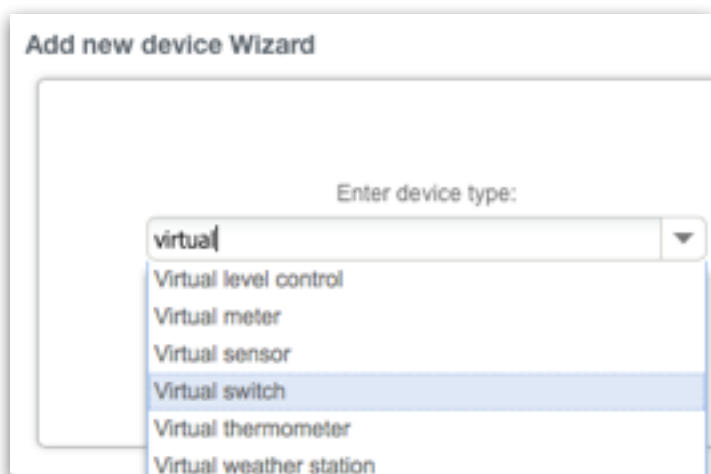 Add new device Wizard
Enter device type:
virtual
Virtual level control
Virtual meter
Virtual sensor
Virtual switch
Virtual thermometer
Virtual weather station